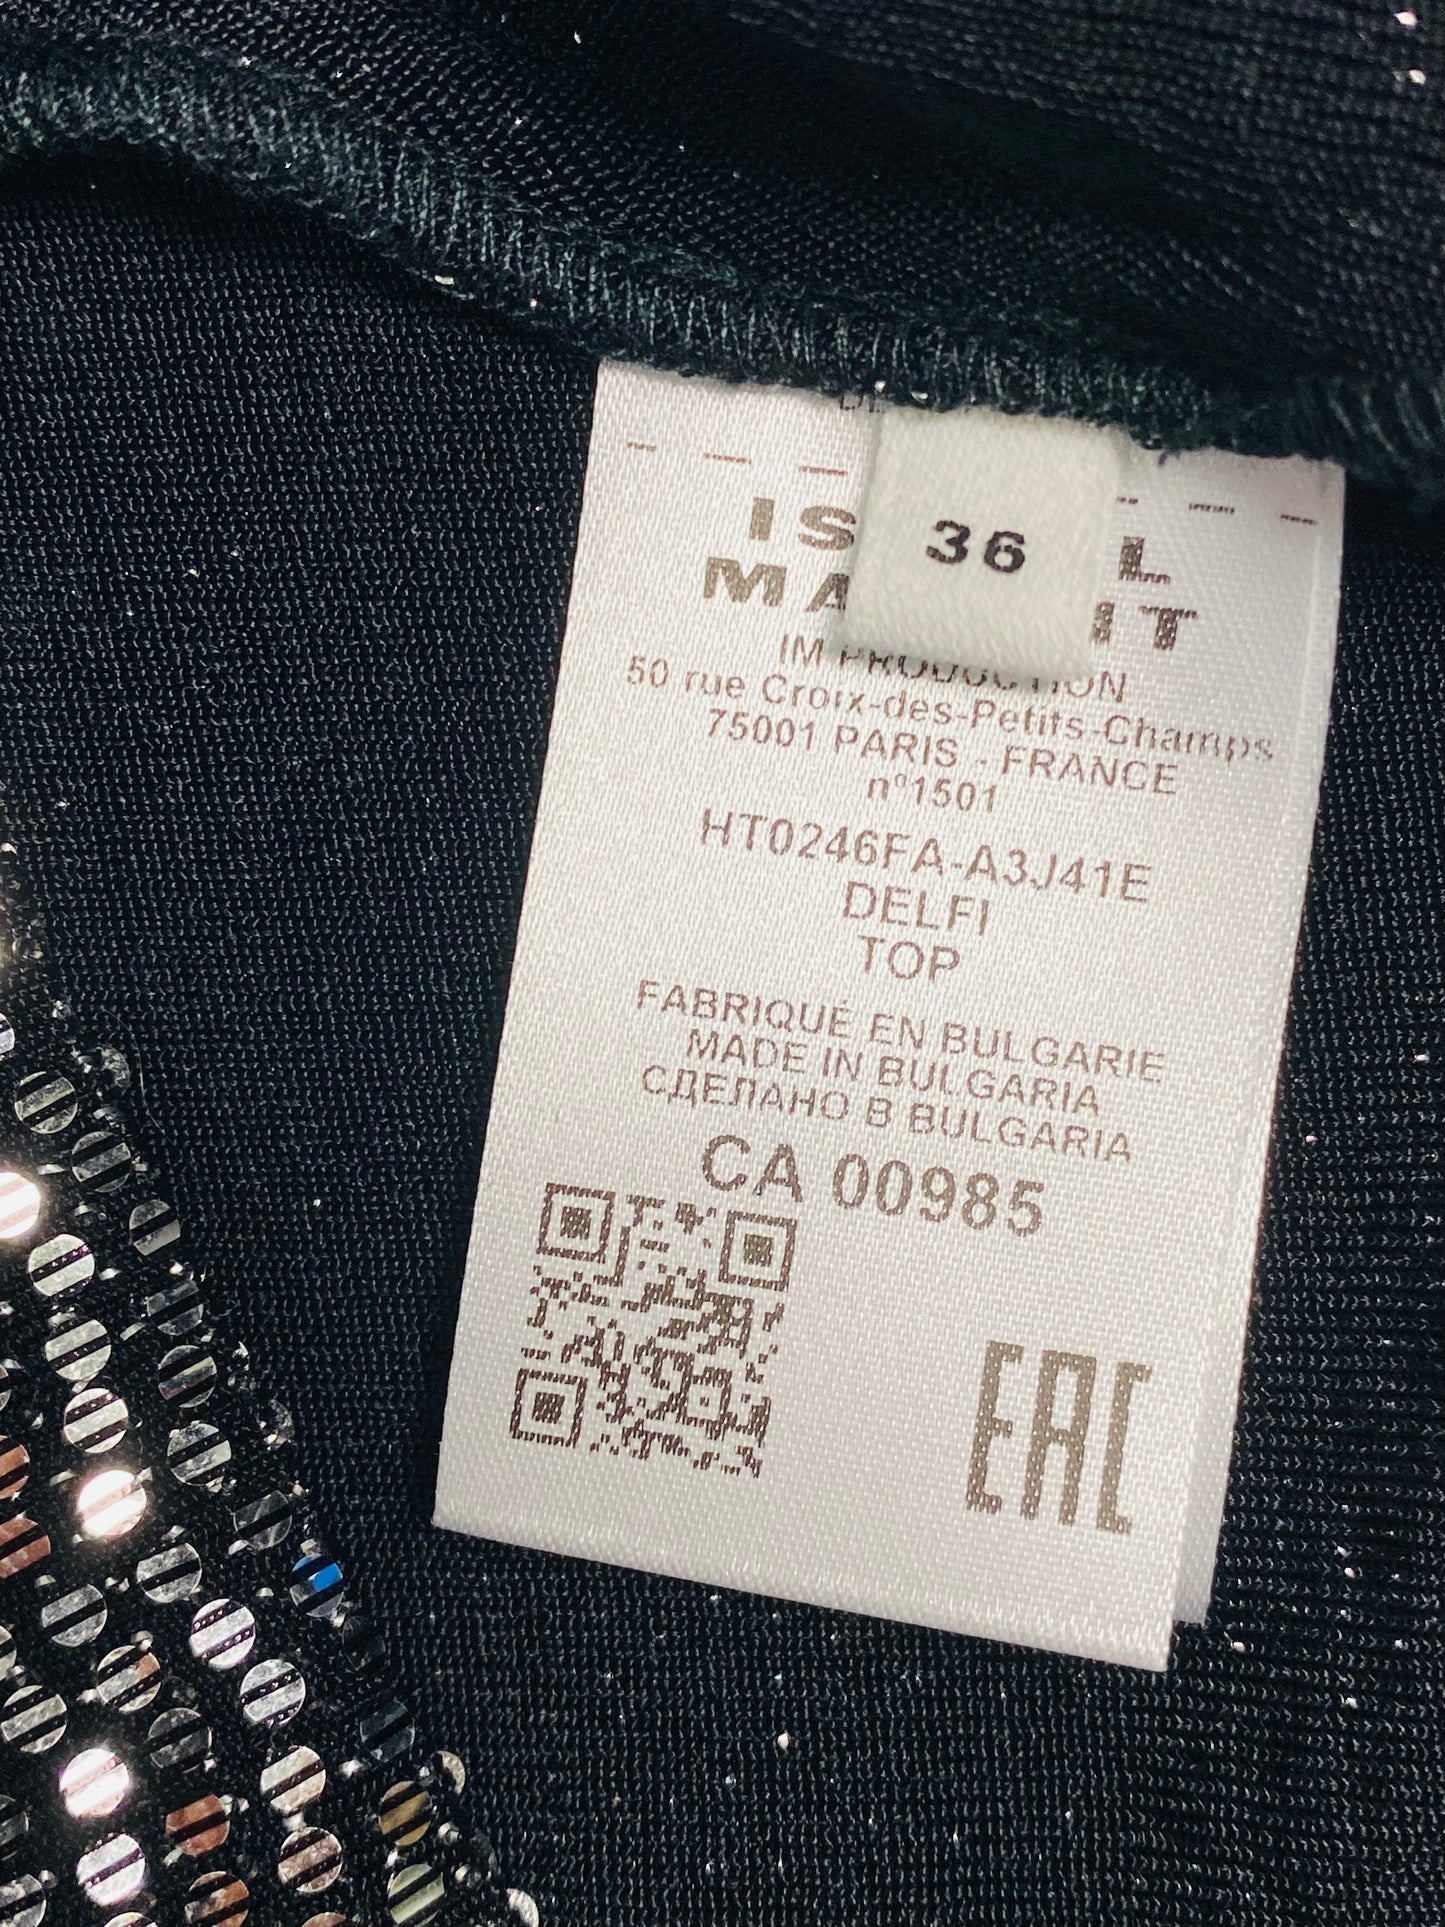 36
IM PRODUCTION
50 rue Croix-des-Petits-Champs
75001 PARIS - FRANCE
n°1501
HT0246FA-A3J41E
DELFI
TOP
FABRIQUÉ EN BULGARIE
MADE IN BULGARIA
СДЕЛАНО В BULGARIA
CA 00985
EAC